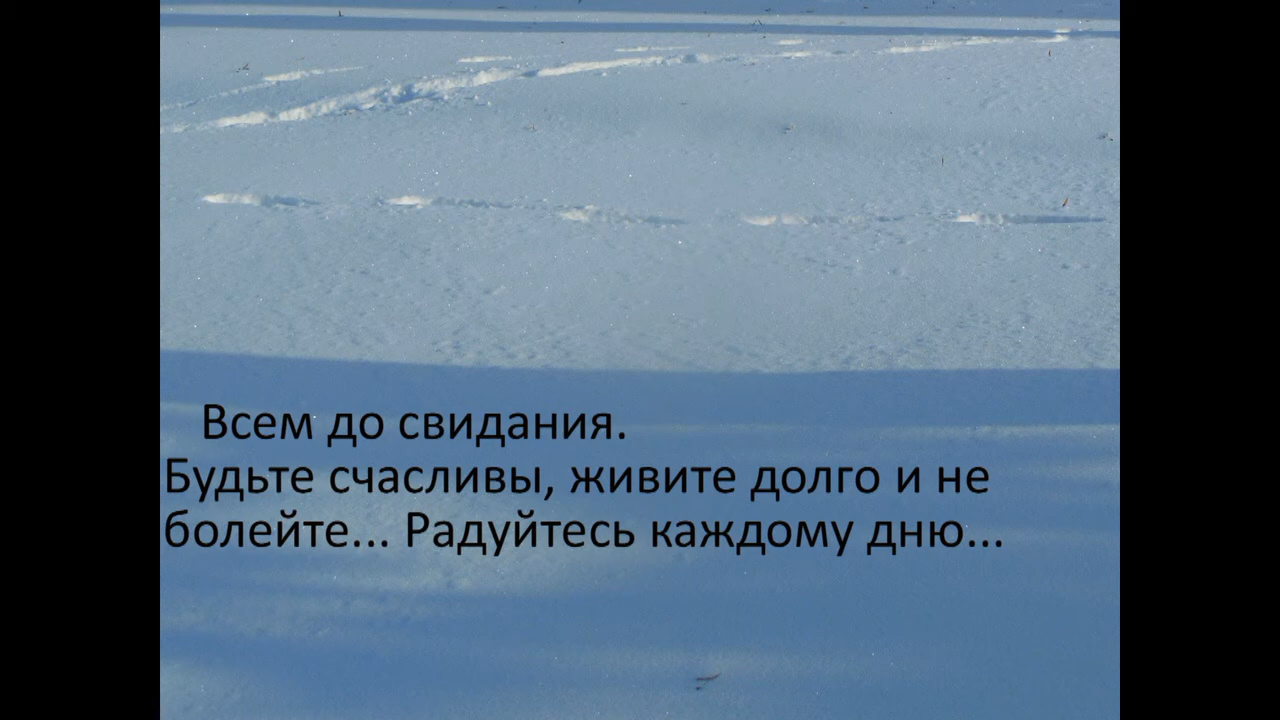 Всем до свидания.
Будьте счасливы, живите долго и не
болейте... Радуйтесь каждому дню...